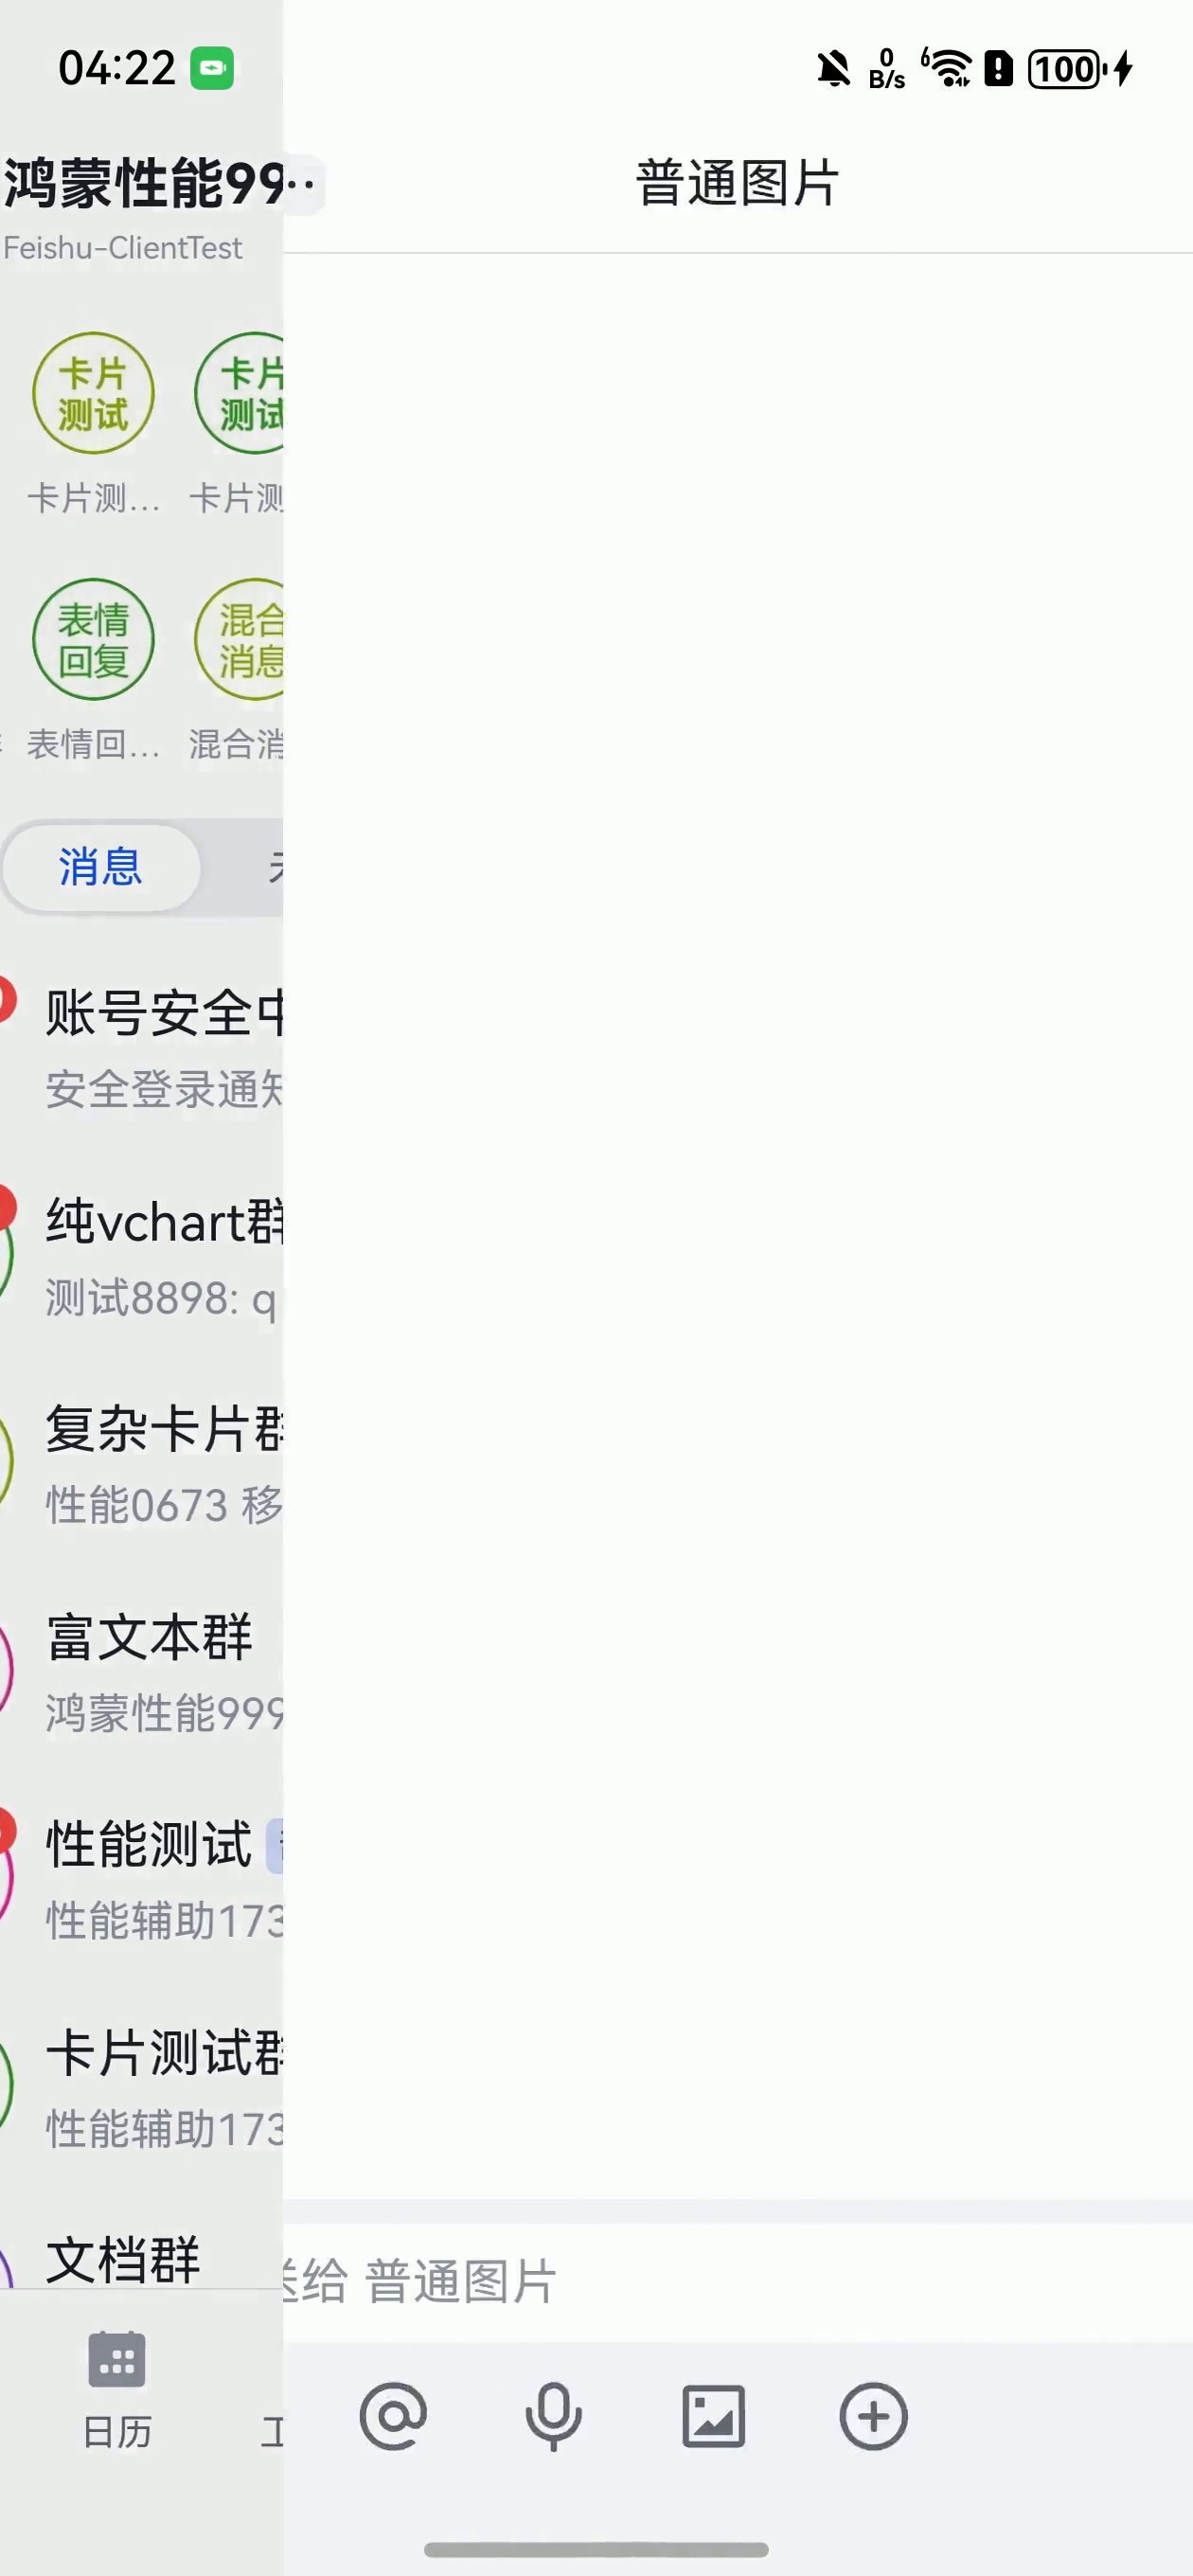 04:22
0
B/s
6
100
鸿蒙性能99
普通图片
Feishu-ClientTest
卡片
测试
卡片
测试
卡片测...
卡片测
表情
回复
混合
消息
表情回...
混合消
消息
账号安全中
安全登录通知
纯vchart群
测试8898: q
复杂卡片群
性能0673 移
富文本群
鸿蒙性能999
性能测试
性能辅助173
卡片测试群
性能辅助173
文档群
送给 普通图片
日历
工